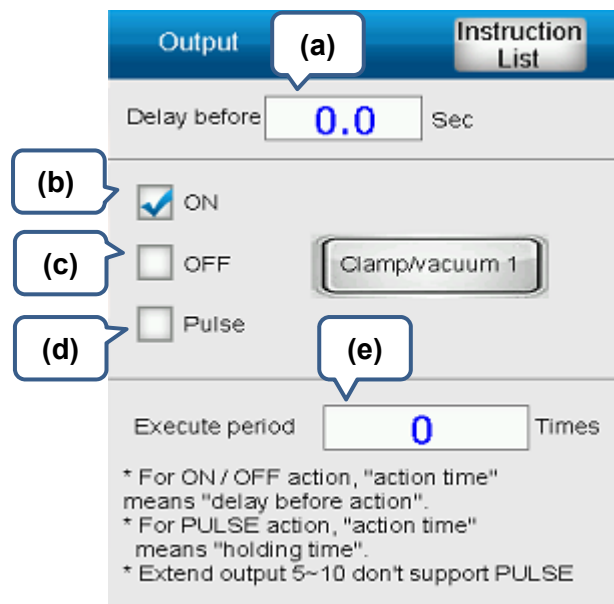 Output
(a)
Instruction
List
Delay before 0.0 Sec
(b)
ON
(c)
OFF
Clamp/vacuum 1
(d)
Pulse
(e)
Execute period 0 Times
* For ON / OFF action, "action time"
means "delay before action".
* For PULSE action, "action time"
means "holding time".
* Extend output 5~10 don't support PULSE